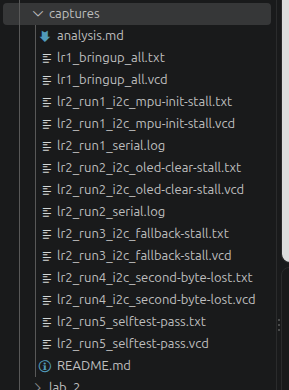 captures
analysis.md
lr1_bringup_all.txt
lr1_bringup_all.vcd
lr2_run1_i2c_mpu-init-stall.txt
lr2_run1_i2c_mpu-init-stall.vcd
lr2_run1_serial.log
lr2_run2_i2c_oled-clear-stall.txt
lr2_run2_i2c_oled-clear-stall.vcd
lr2_run2_serial.log
lr2_run3_i2c_fallback-stall.txt
lr2_run3_i2c_fallback-stall.vcd
lr2_run4_i2c_second-byte-lost.txt
lr2_run4_i2c_second-byte-lost.vcd
lr2_run5_selftest-pass.txt
lr2_run5_selftest-pass.vcd
README.md
lab_2